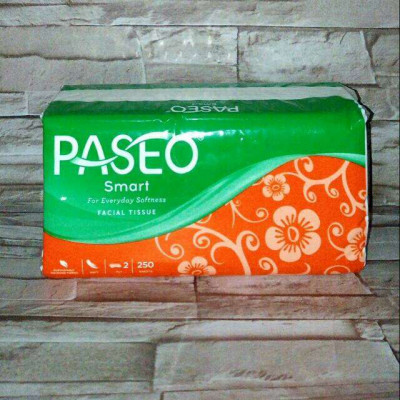 PASEO
PASEO
Smart
For Everyday Softness
FACIAL TISSUE
2
250